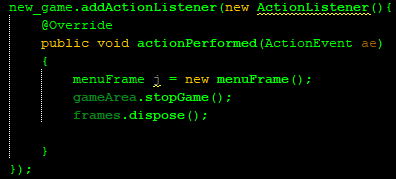 new_game.addActionListener(new ActionListener(){
@Override
public void actionPerformed(ActionEvent ae)
{
menuFrame j = new menuFrame();
gameArea.stopGame();
frames.dispose();
}
});